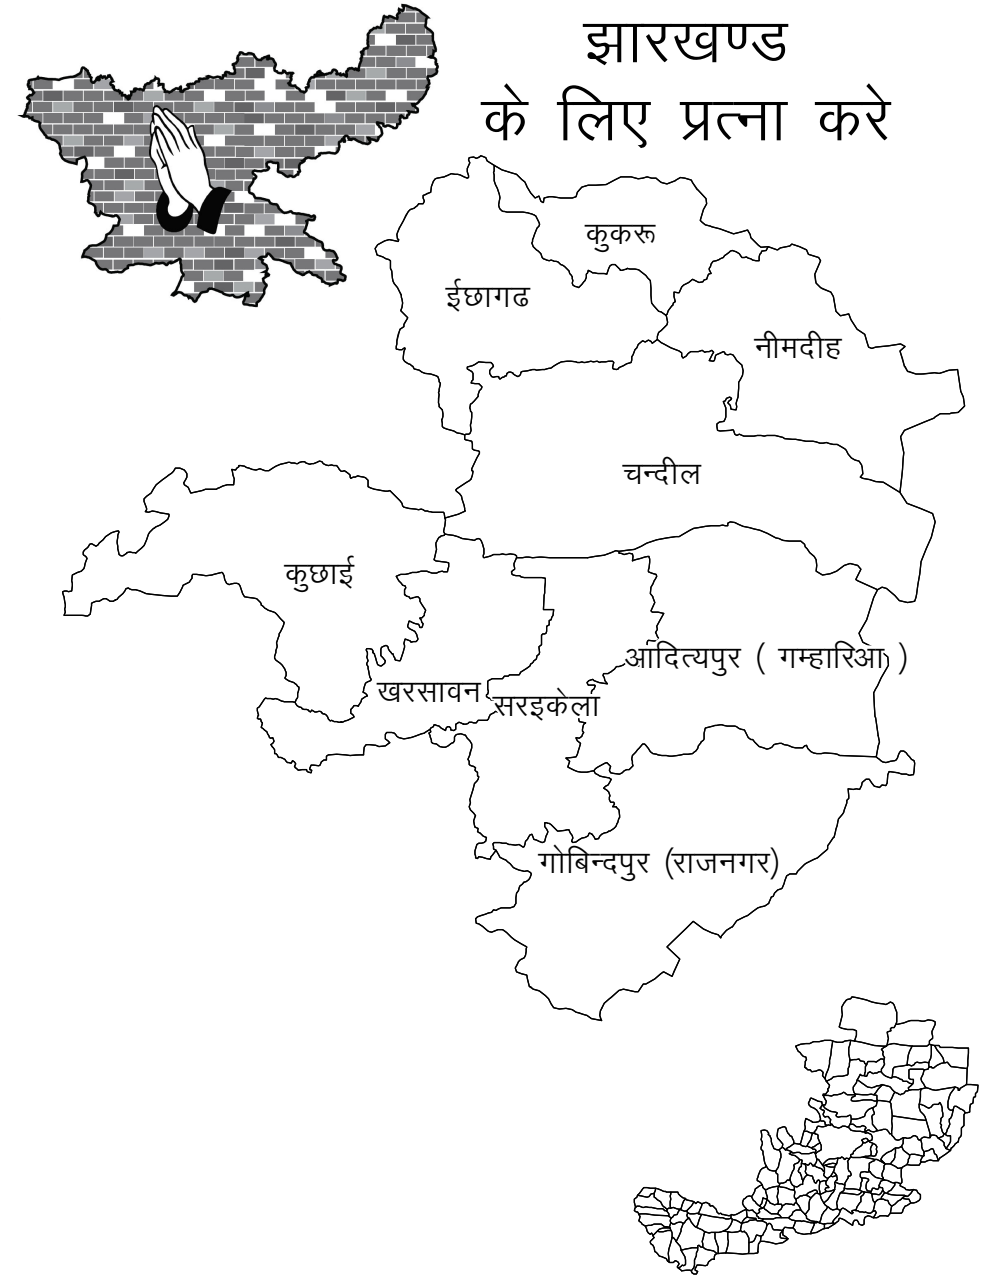 झारखण्ड
के लिए प्रत्ना करे
कुकरू
ईछागढ
नीमदीह
चन्दील
कुछाई
आदित्यपुर ( गम्हारिआ )
खरसावन
सरइकेला
गोबिन्दपुर (राजनगर)